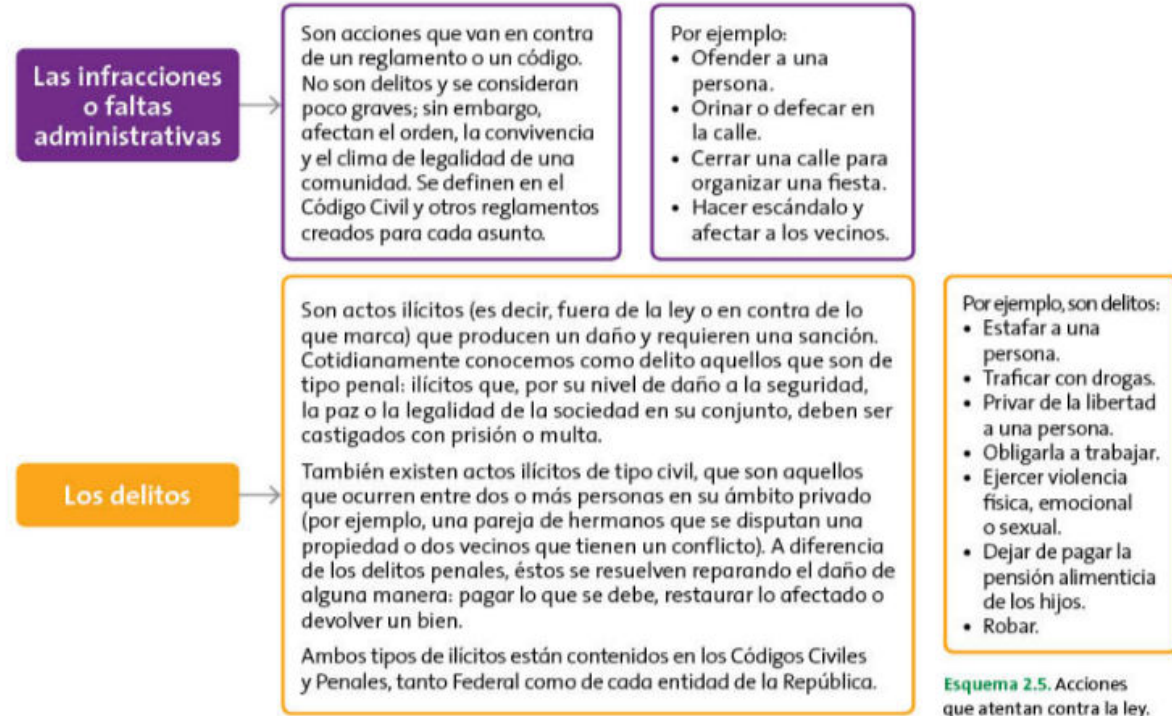 Las infracciones
o faltas
administrativas
Son acciones que van en contra
de un reglamento o un código.
No son delitos y se consideran
poco graves; sin embargo,
afectan el orden, la convivencia
y el clima de legalidad de una
comunidad. Se definen en el
Código Civil y otros reglamentos
creados para cada asunto.
Por ejemplo:
• Ofender a una
persona.
• Orinar o defecar en
la calle.
• Cerrar una calle para
organizar una fiesta.
• Hacer escándalo y
afectar a los vecinos.
Los delitos
Son actos ilícitos (es decir, fuera de la ley o en contra de lo
que marca) que producen un daño y requieren una sanción.
Cotidianamente conocemos como delito aquellos que son de
tipo penal: ilícitos que, por su nivel de daño a la seguridad,
la paz o la legalidad de la sociedad en su conjunto, deben ser
castigados con prisión o multa.
También existen actos ilícitos de tipo civil, que son aquellos
que ocurren entre dos o más personas en su ámbito privado
(por ejemplo, una pareja de hermanos que se disputan una
propiedad o dos vecinos que tienen un conflicto). A diferencia
de los delitos penales, éstos se resuelven reparando el daño de
alguna manera: pagar lo que se debe, restaurar lo afectado o
devolver un bien.
Ambos tipos de ilícitos están contenidos en los Códigos Civiles
y Penales, tanto Federal como de cada entidad de la República.
Por ejemplo, son delitos:
• Estafar a una
persona.
• Traficar con drogas.
• Privar de la libertad
a una persona.
• Obligarla a trabajar.
• Ejercer violencia
física, emocional
o sexual.
• Dejar de pagar la
pensión alimenticia
de los hijos.
• Robar.
Esquema 2.5. Acciones
que atentan contra la ley.